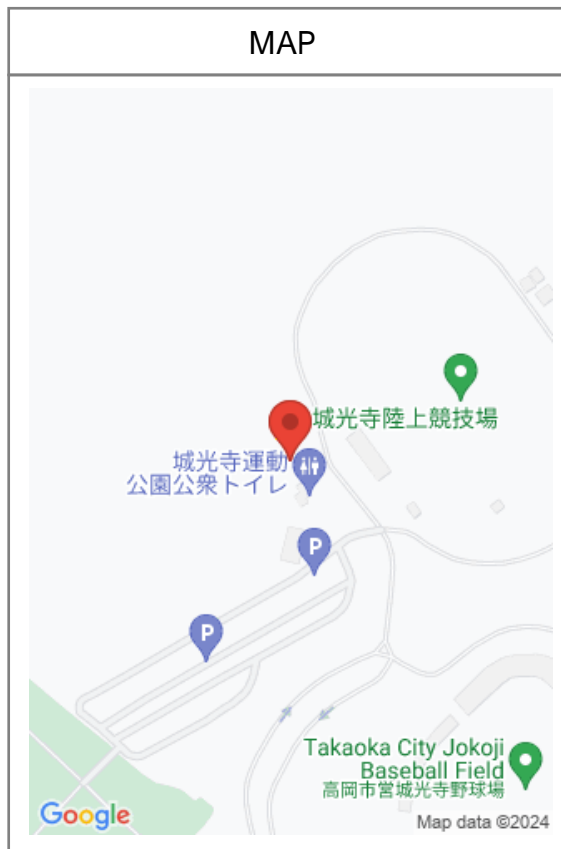 MAP
城光寺陸上競技場
城光寺運動
公園公衆トイレ
P
P
Takaoka City Jokoji
Baseball Field
高岡市営城光寺野球場
Google
Map data ©2024